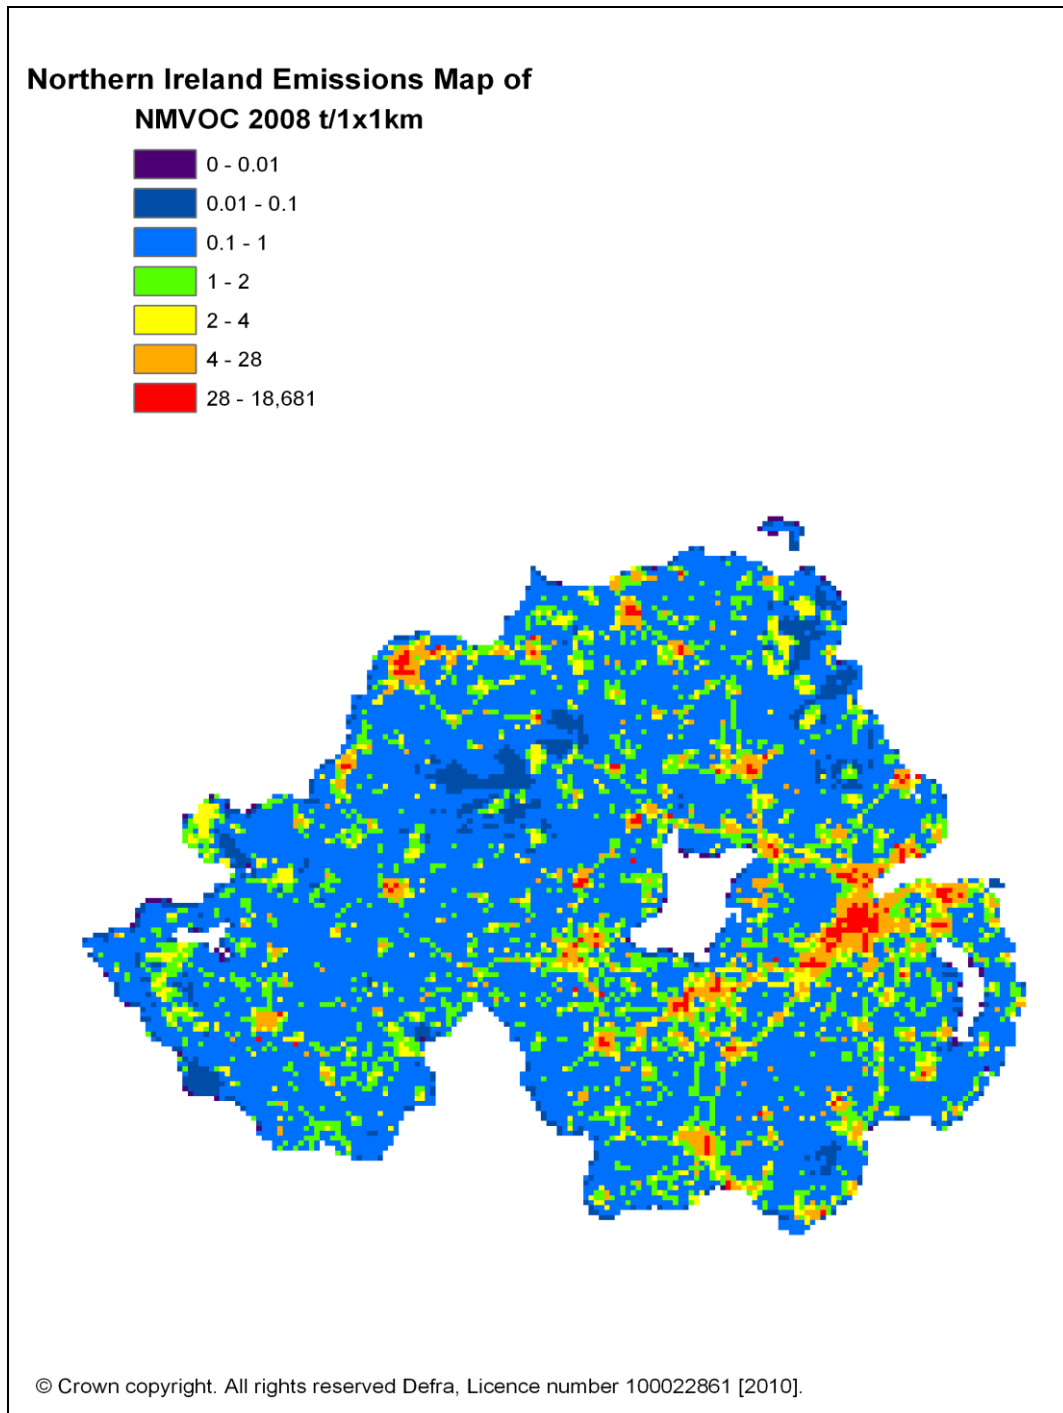 Northern Ireland Emissions Map of
NMVOC 2008 t/1x1km
0 - 0.01
0.01 - 0.1
0.1 - 1
1 - 2
2 - 4
4 - 28
28 - 18,681
© Crown copyright. All rights reserved Defra, Licence number 100022861 [2010].